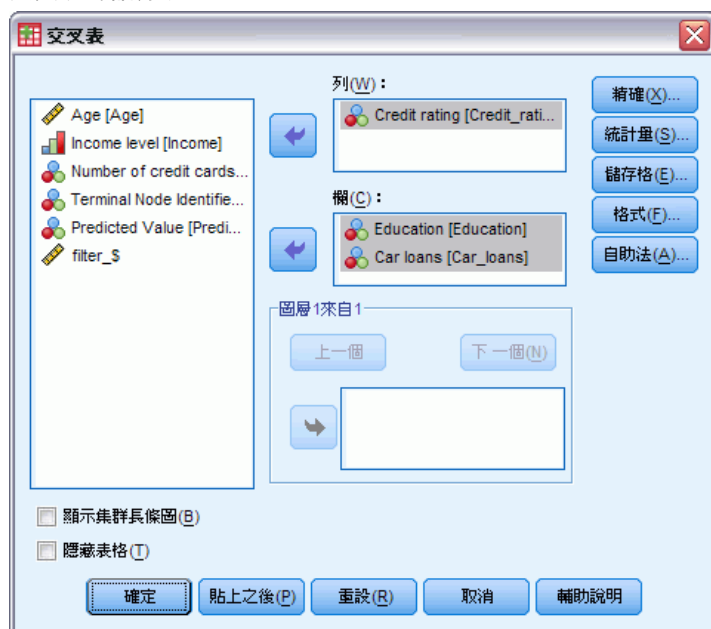 交叉表
Age [Age]
Income level [Income]
Number of credit cards...
Terminal Node Identifie...
Predicted Value [Predi...
filter_$
列(W)：
Credit rating [Credit_rati...
欄(C)：
Education [Education]
Car loans [Car_loans]
圖層1來自1
上一個
下一個(N)
精確(X)...
統計量(S)...
儲存格(E)...
格式(F)...
自助法(A)...
顯示集群長條圖(B)
隱藏表格(T)
確定
貼上之後(P)
重設(R)
取消
輔助說明